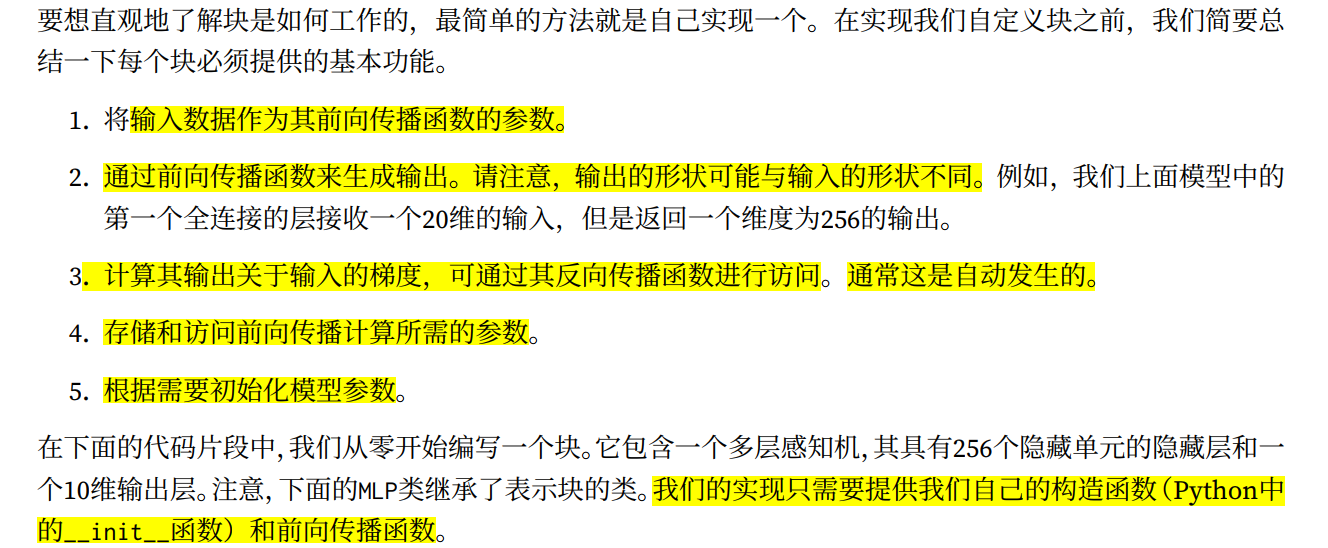 要想直观地了解块是如何工作的，最简单的方法就是自己实现一个。在实现我们自定义块之前，我们简要总
结一下每个块必须提供的基本功能。
1. 将输入数据作为其前向传播函数的参数。
2. 通过前向传播函数来生成输出。请注意，输出的形状可能与输入的形状不同。例如，我们上面模型中的
第一个全连接的层接收一个20维的输入，但是返回一个维度为256的输出。
3. 计算其输出关于输入的梯度，可通过其反向传播函数进行访问。通常这是自动发生的。
4. 存储和访问前向传播计算所需的参数。
5. 根据需要初始化模型参数。
在下面的代码片段中，我们从零开始编写一个块。它包含一个多层感知机，其具有256个隐藏单元的隐藏层和一
个10维输出层。注意，下面的MLP类继承了表示块的类。我们的实现只需要提供我们自己的构造函数（Python中
的__init__函数）和前向传播函数。